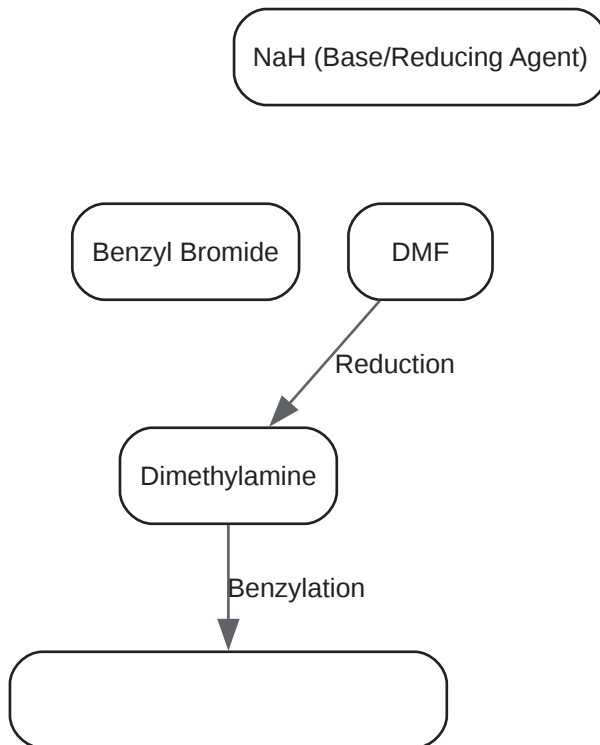 NaH (Base/Reducing Agent)
Benzyl Bromide
DMF
Reduction
Dimethylamine
Benzylation